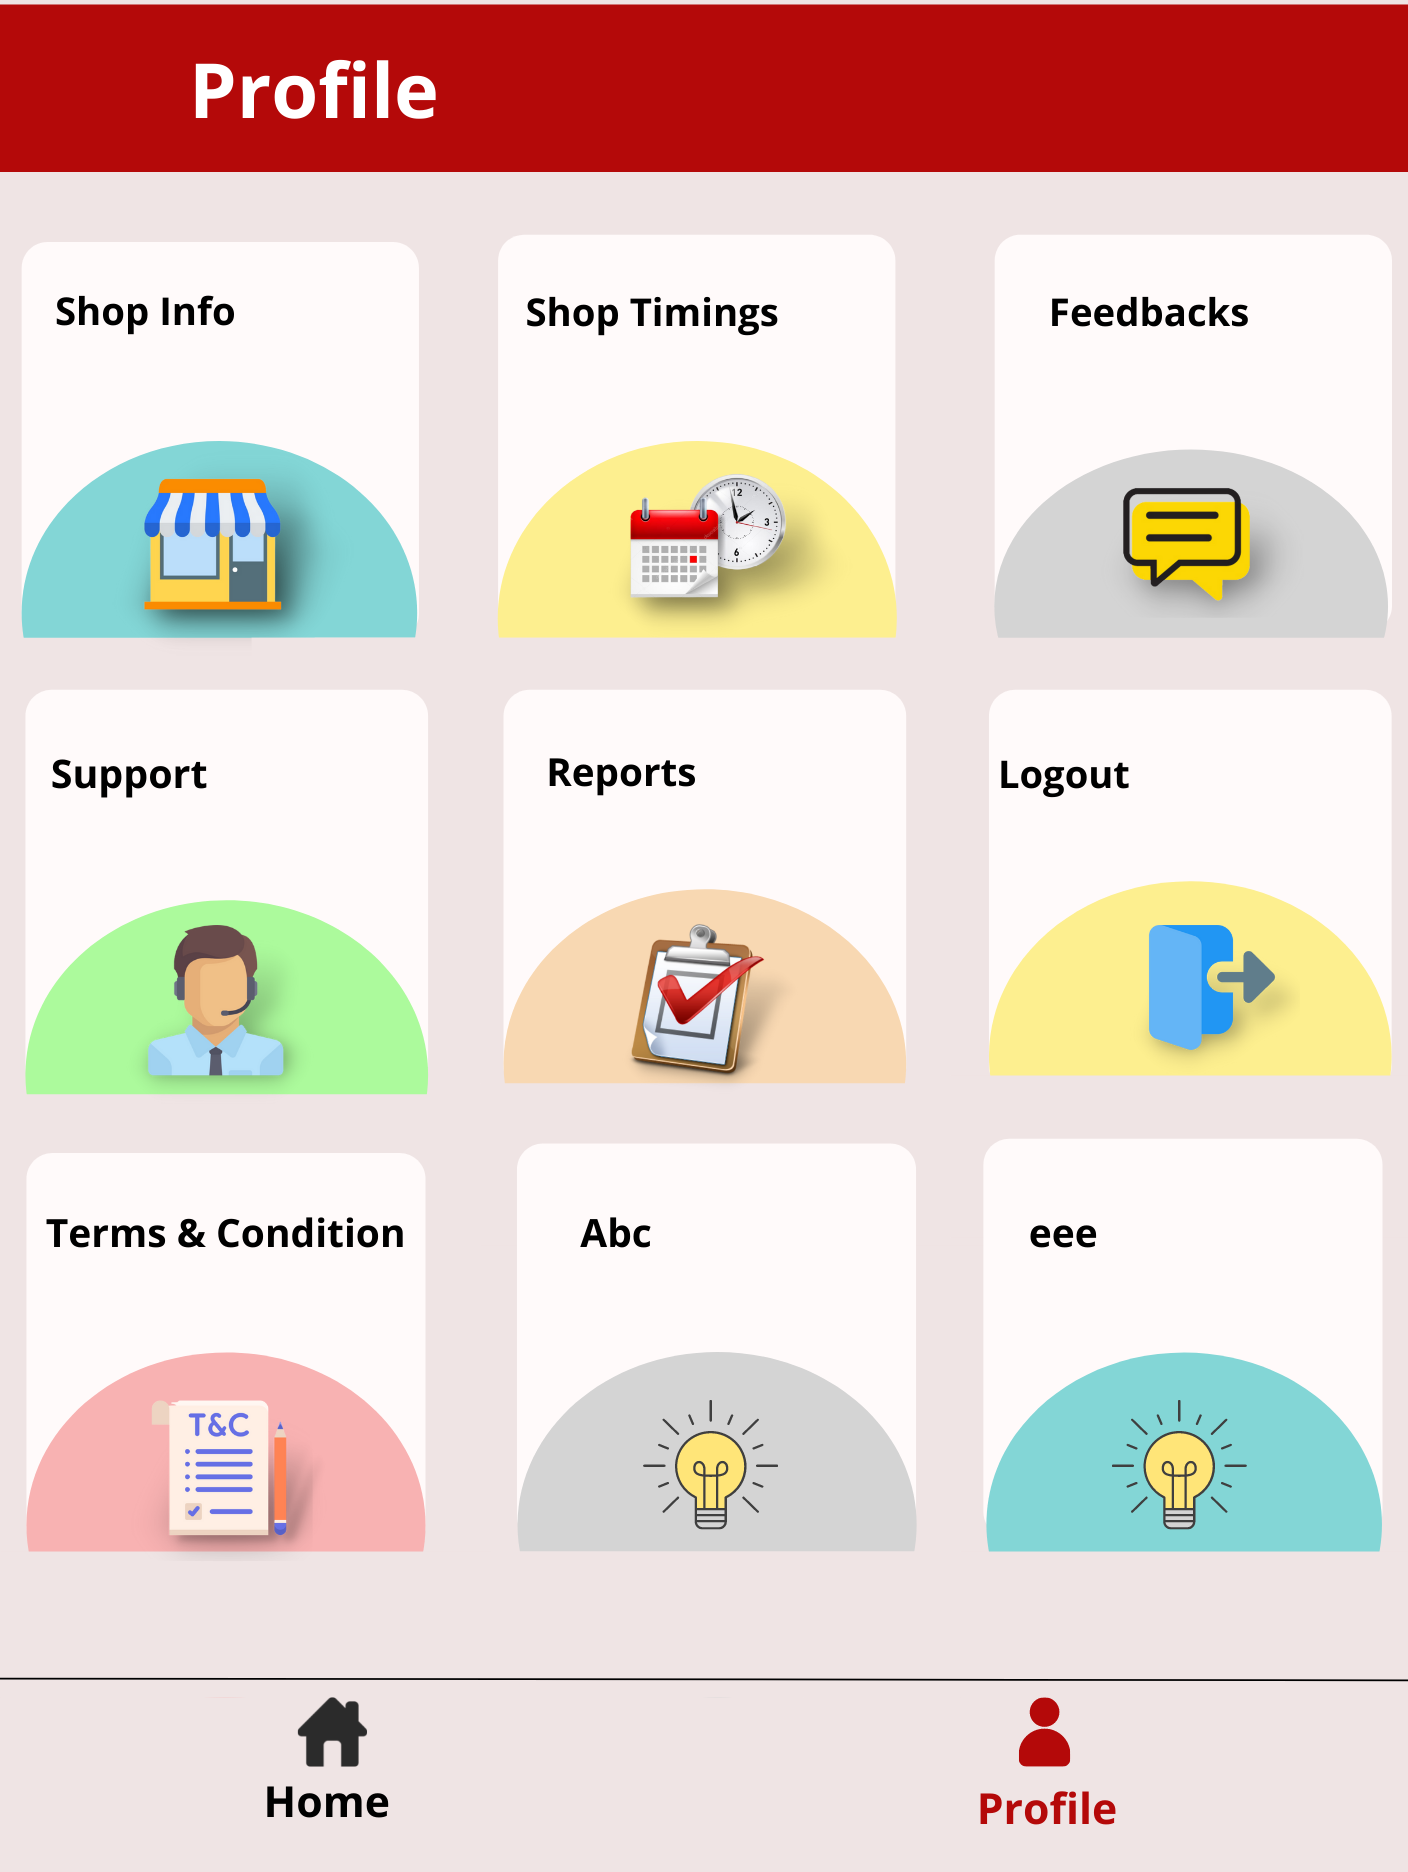 Profile
Shop Info
Shop Timings
Feedbacks
12
3
6
Support
Reports
Logout
Terms & Condition
Abc
eee
T&C
Home
Profile